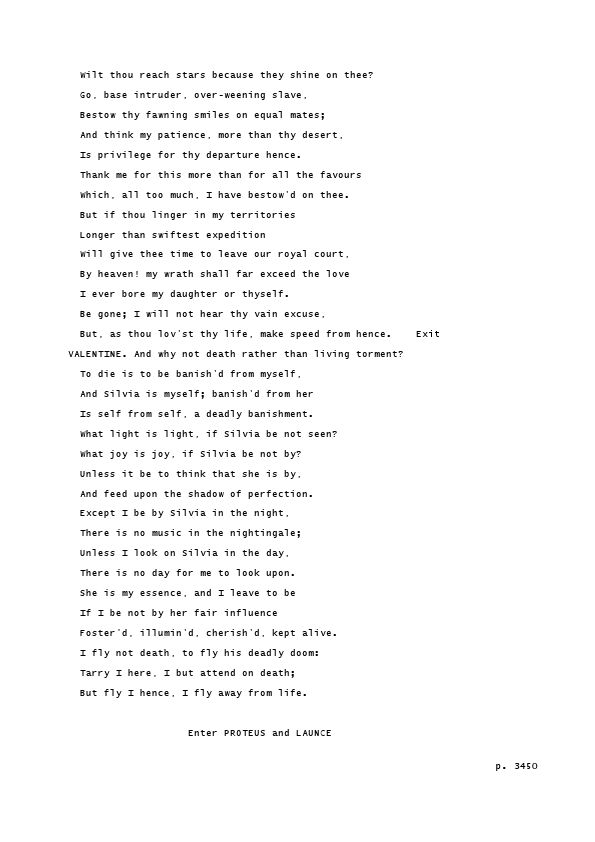 Wilt thou reach stars because they shine on thee?
Go, base intruder, over-weening slave,
Bestow thy fawning smiles on equal mates;
And think my patience, more than thy desert,
Is privilege for thy departure hence.
Thank me for this more than for all the favours
Which, all too much, I have bestow'd on thee.
But if thou linger in my territories
Longer than swiftest expedition
Will give thee time to leave our royal court,
By heaven! my wrath shall far exceed the love
I ever bore my daughter or thyself.
Be gone; I will not hear thy vain excuse,
But, as thou lov'st thy life, make speed from hence.    Exit
VALENTINE. And why not death rather than living torment?
To die is to be banish'd from myself,
And Silvia is myself; banish'd from her
Is self from self, a deadly banishment.
What light is light, if Silvia be not seen?
What joy is joy, if Silvia be not by?
Unless it be to think that she is by,
And feed upon the shadow of perfection.
Except I be by Silvia in the night,
There is no music in the nightingale;
Unless I look on Silvia in the day,
There is no day for me to look upon.
She is my essence, and I leave to be
If I be not by her fair influence
Foster'd, illumin'd, cherish'd, kept alive.
I fly not death, to fly his deadly doom:
Tarry I here, I but attend on death;
But fly I hence, I fly away from life.
Enter PROTEUS and LAUNCE
p. 3450